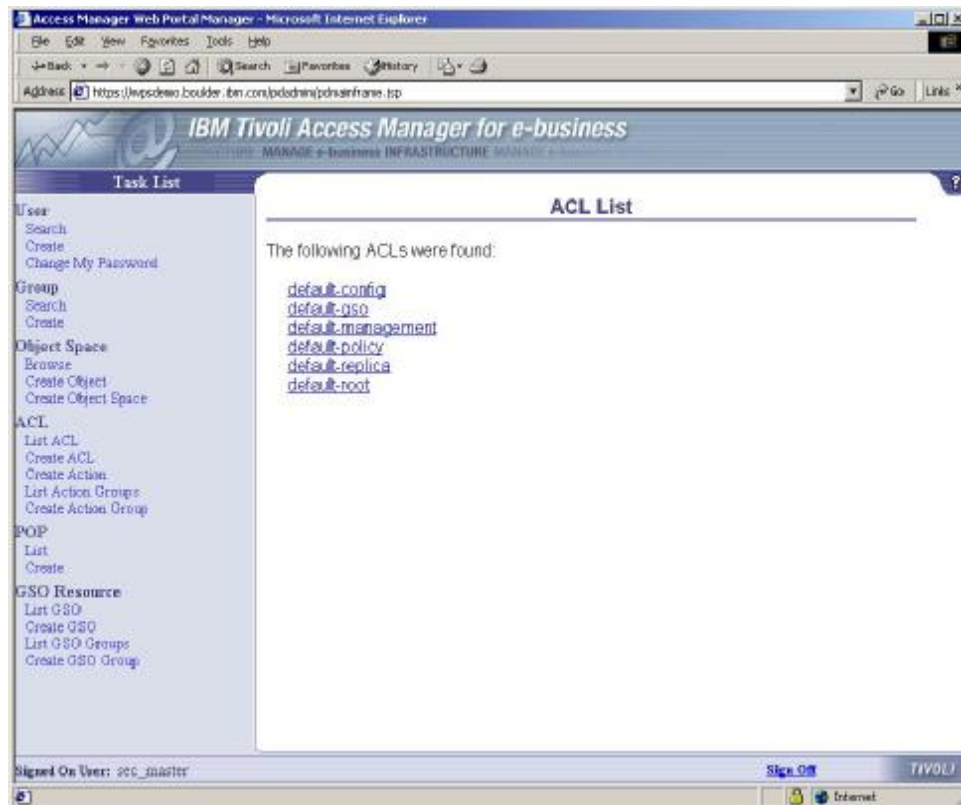 Access Manager Web Portal Manager - Microsoft Internet Explorer
File Edit View Favorites Tools Help
Back Search Favorites History
Address https://wpsdemo.boulder.ibm.com/pdadmin/pdmainframe.jsp Go Links
IBM Tivoli Access Manager for e-business
MANAGE e-business INFRASTRUCTURE
Task List
?
ACL List
User
Search
Create
Change My Password
The following ACLs were found:
default-config
default-gso
default-management
default-policy
default-replica
default-root
Group
Search
Create
Object Space
Browse
Create Object
Create Object Space
ACL
List ACL
Create ACL
Create Action
List Action Groups
Create Action Group
POP
List
Create
GSO Resource
List GSO
Create GSO
List GSO Groups
Create GSO Group
Signed On User: sec_master
Sign Off
TIVOLI
Internet